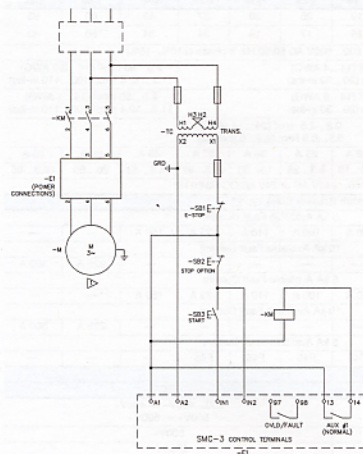 -KM
-TC
H1
H3 H2
H4
TRANS.
X2
X1
GRD
-E1
(POWER
CONNECTIONS)
-SB1
E-STOP
M
3~
-M
-SB2
STOP OPTION
-SB3
START
-KM
A1
A2
IN1
IN2
97
98
13
14
OVLD/FAULT
AUX #1
(NORMAL)
SMC-3 CONTROL TERMINALS
-E1